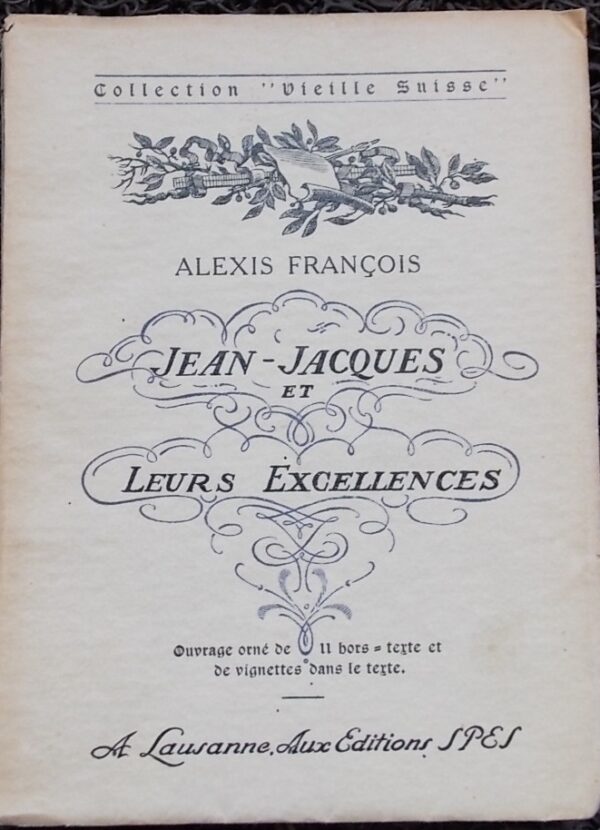 Collection "Vieille Suisse"
ALEXIS FRANÇOIS
JEAN-JACQUES
ET
LEURS EXCELLENCES
Ouvrage orné de 11 hors-texte et
de vignettes dans le texte.
A Lausanne, Aux Editions SPES